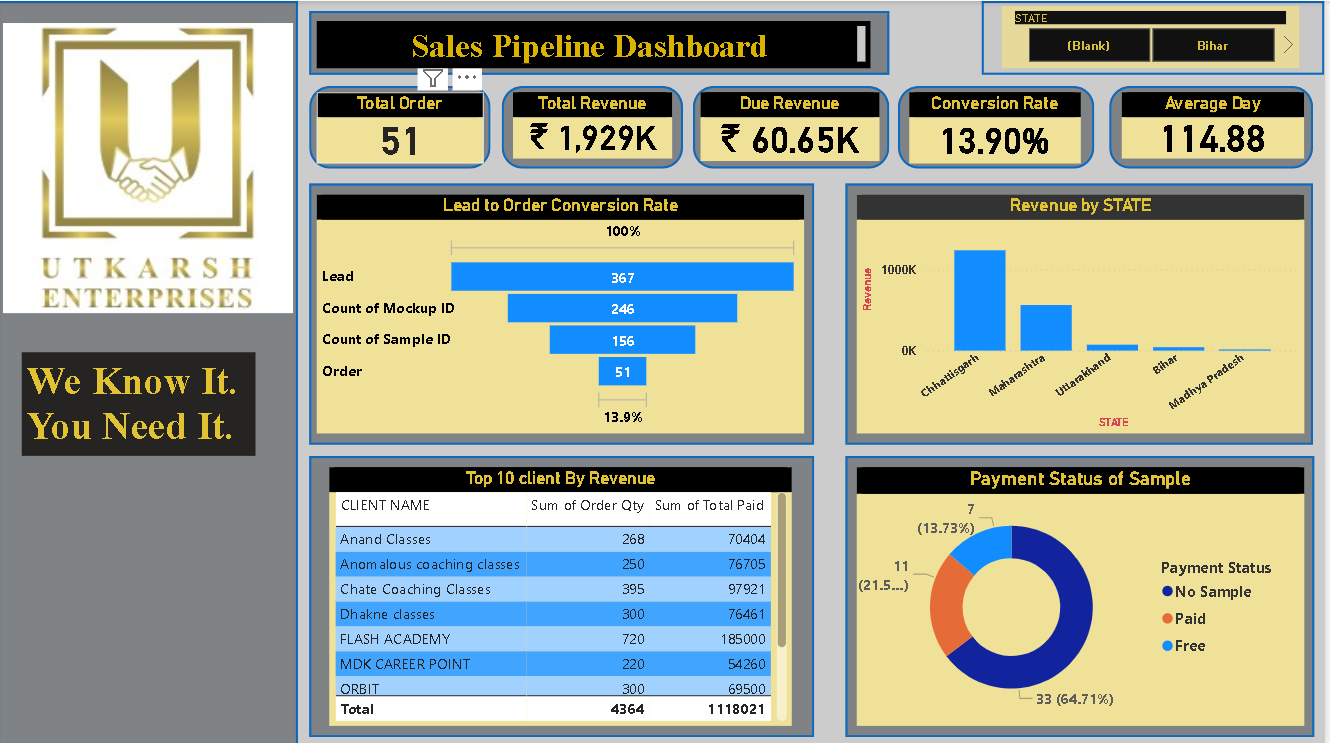 UTKARSH
ENTERPRISES
We Know It.
You Need It.
Sales Pipeline Dashboard
STATE
(Blank)
Bihar
Total Order
51
Total Revenue
₹ 1,929K
Due Revenue
₹ 60.65K
Conversion Rate
13.90%
Average Day
114.88
Lead to Order Conversion Rate
100%
Lead 367
Count of Mockup ID 246
Count of Sample ID 156
Order 51
13.9%
Revenue by STATE
Revenue
1000K
0K
Chhattisgarh
Maharashtra
Uttarakhand
Bihar
Madhya Pradesh
STATE
Top 10 client By Revenue
CLIENT NAME Sum of Order Qty Sum of Total Paid
Anand Classes 268 70404
Anomalous coaching classes 250 76705
Chate Coaching Classes 395 97921
Dhakne classes 300 76461
FLASH ACADEMY 720 185000
MDK CAREER POINT 220 54260
ORBIT 300 69500
Total 4364 1118021
Payment Status of Sample
7
(13.73%)
11
(21.5...)
33 (64.71%)
Payment Status
No Sample
Paid
Free